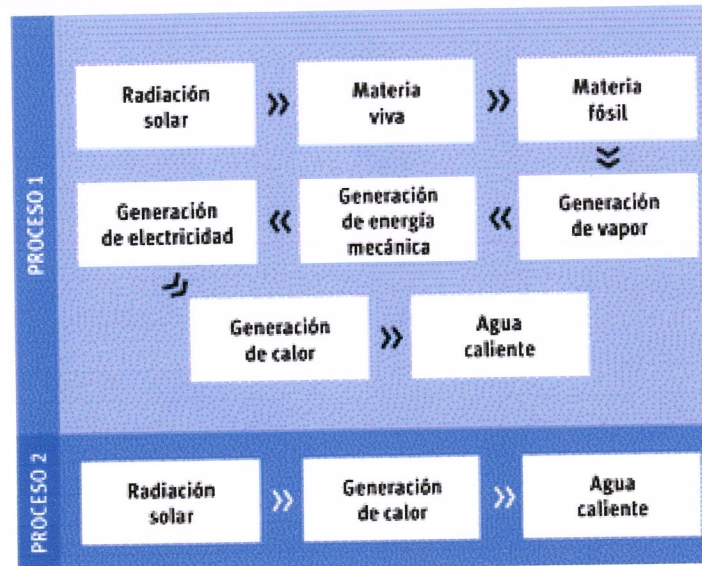 PROCESO 1
Radiación
solar
Materia
viva
Materia
fósil
Generación
de vapor
Generación
de energía
mecánica
Generación
de electricidad
Generación
de calor
Agua
caliente
PROCESO 2
Radiación
solar
Generación
de calor
Agua
caliente